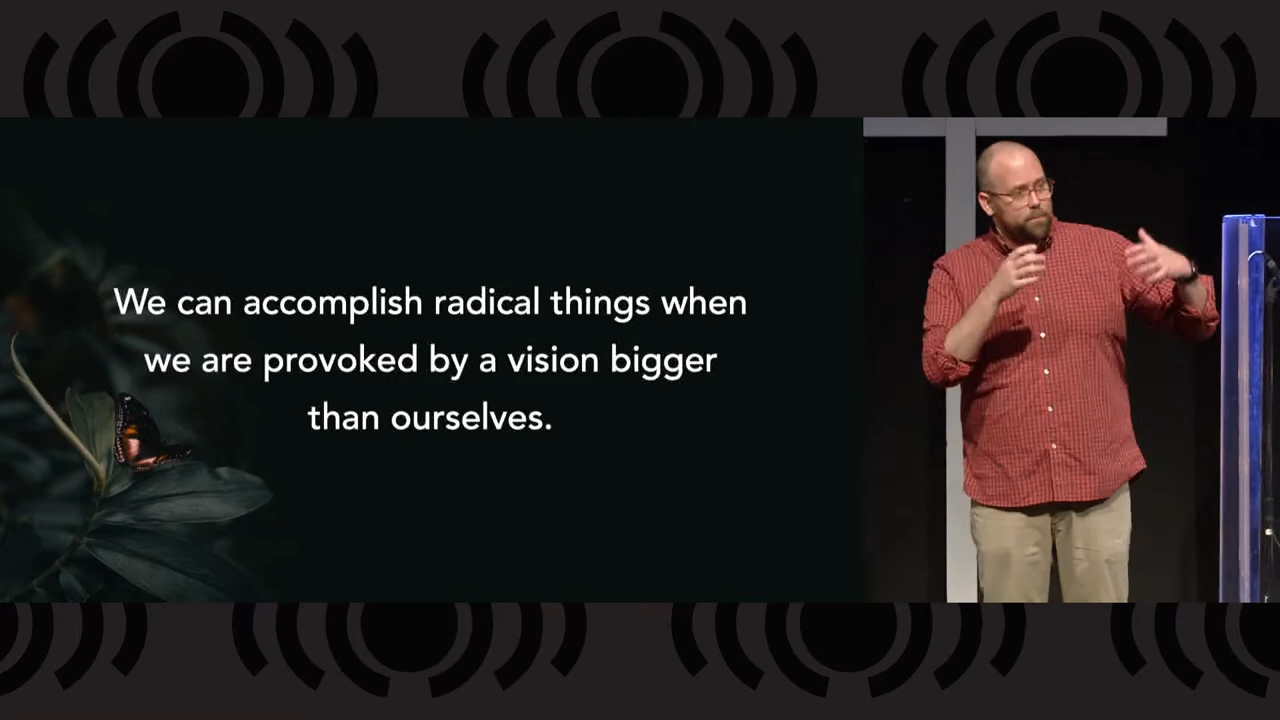 We can accomplish radical things when
we are provoked by a vision bigger
than ourselves.